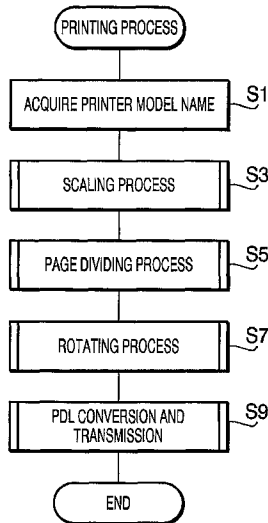 PRINTING PROCESS
ACQUIRE PRINTER MODEL NAME
S1
SCALING PROCESS
S3
PAGE DIVIDING PROCESS
S5
ROTATING PROCESS
S7
PDL CONVERSION AND
TRANSMISSION
S9
END